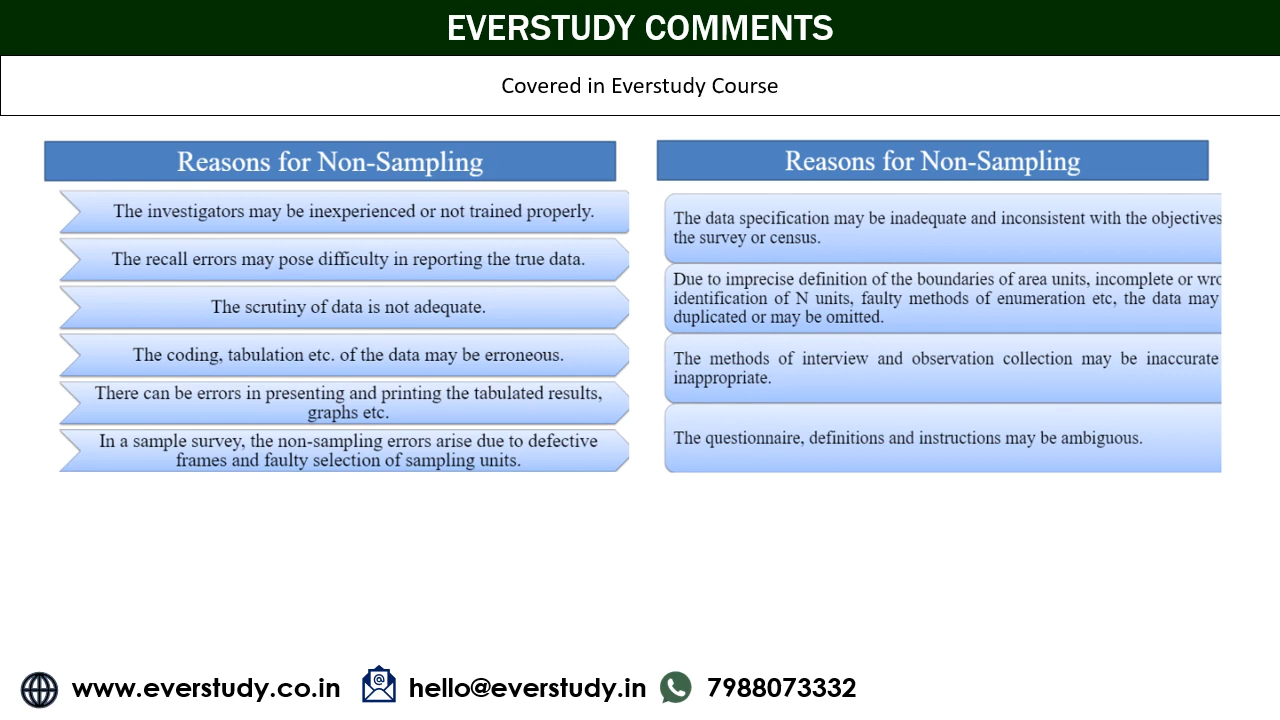 EVERSTUDY COMMENTS
Covered in Everstudy Course
Reasons for Non-Sampling
The investigators may be inexperienced or not trained properly.
The recall errors may pose difficulty in reporting the true data.
The scrutiny of data is not adequate.
The coding, tabulation etc. of the data may be erroneous.
There can be errors in presenting and printing the tabulated results,
graphs etc.
In a sample survey, the non-sampling errors arise due to defective
frames and faulty selection of sampling units.
Reasons for Non-Sampling
The data specification may be inadequate and inconsistent with the objectives
the survey or census.
Due to imprecise definition of the boundaries of area units, incomplete or
identification of N units, faulty methods of enumeration etc, the data may
duplicated or may be omitted.
The methods of interview and observation collection may be inaccurate
inappropriate.
The questionnaire, definitions and instructions may be ambiguous.
www.everstudy.co.in
hello@everstudy.in
7988073332